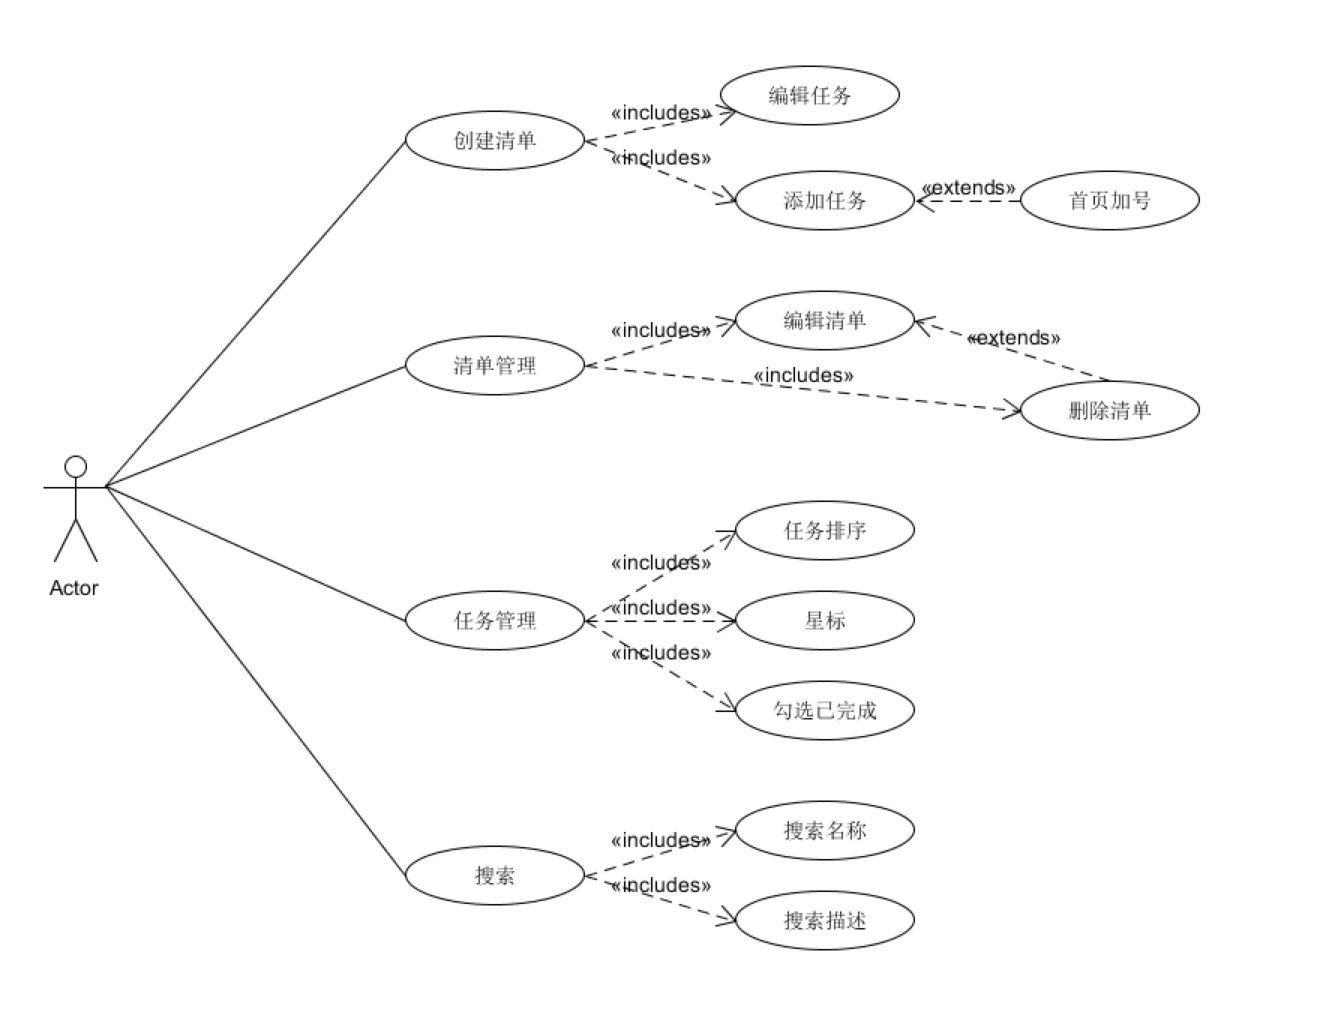 编辑任务
«includes»
创建清单
«includes»
添加任务
«extends»
首页加号
编辑清单
«includes»
«extends»
清单管理
«includes»
删除清单
任务排序
«includes»
Actor
«includes»
任务管理
星标
«includes»
勾选已完成
搜索名称
«includes»
搜索
«includes»
搜索描述